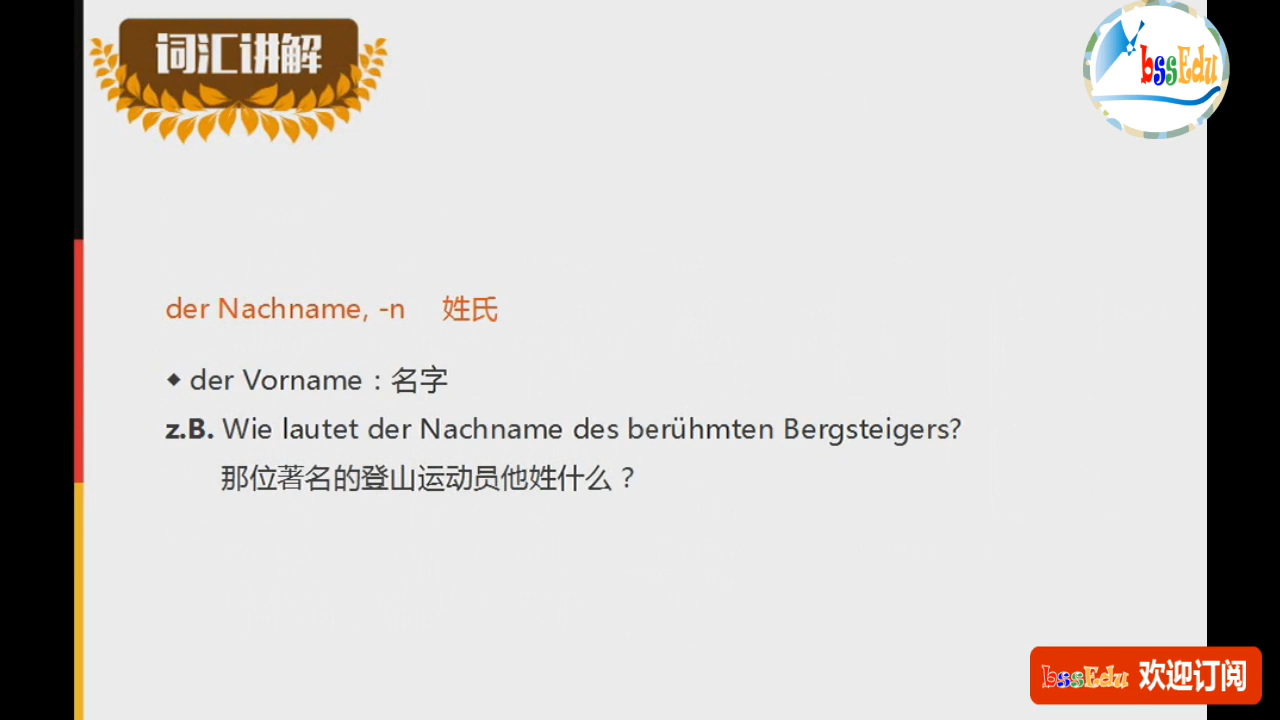 词汇讲解
bssEdu
der Nachname, -n 姓氏
◆ der Vorname：名字
z.B. Wie lautet der Nachname des berühmten Bergsteigers?
那位著名的登山运动员他姓什么？
bssEdu 欢迎订阅